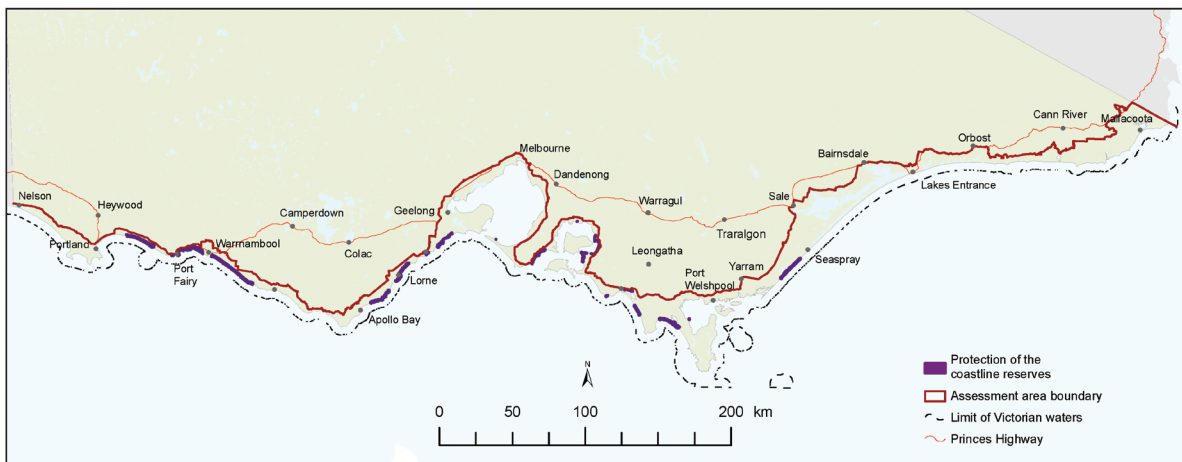 Melbourne
Dandenong
Nelson
Heywood
Portland
Port
Fairy
Warrnambool
Camperdown
Colac
Geelong
Lorne
Apollo Bay
Warragul
Leongatha
Traralgon
Port
Welshpool
Yarram
Sale
Seaspray
Bairnsdale
Lakes Entrance
Orbost
Cann River
Mallacoota
N
0 50 100 200 km
Protection of the
coastline reserves
Assessment area boundary
Limit of Victorian waters
Princes Highway